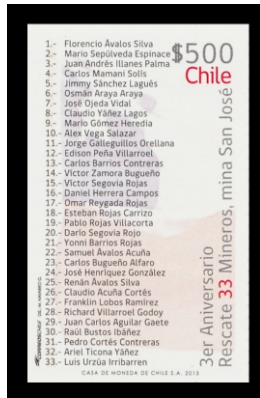 1.- Florencio Ávalos Silva
2.- Mario Sepúlveda Espinace
3.- Juan Andrés Illanes Palma
4.- Carlos Mamani Solís
5.- Jimmy Sánchez Lagués
6.- Osmán Araya Araya
7.- José Ojeda Vidal
8.- Claudio Yáñez Lagos
9.- Mario Gómez Heredia
10.- Alex Vega Salazar
11.- Jorge Galleguillos Orellana
12.- Edison Peña Villarroel
13.- Carlos Barrios Contreras
14.- Víctor Zamora Bugueño
15.- Víctor Segovia Rojas
16.- Daniel Herrera Campos
17.- Omar Reygada Rojas
18.- Esteban Rojas Carrizo
19.- Pablo Rojas Villacorta
20.- Darío Segovia Rojo
21.- Yonni Barrios Rojas
22.- Samuel Ávalos Acuña
23.- Carlos Bugueño Alfaro
24.- José Henríquez González
25.- Renán Ávalos Silva
26.- Claudio Acuña Cortés
27.- Franklin Lobos Ramírez
28.- Richard Villarroel Godoy
29.- Juan Carlos Aguilar Gaete
30.- Raúl Bustos Ibáñez
31.- Pedro Cortés Contreras
32.- Ariel Ticona Yáñez
33.- Luis Urzúa Irribarren
$500
Chile
3er Aniversario
Rescate 33 Mineros, mina San José
CORREOSCHILE
CASA DE MONEDA DE CHILE S.A. 2013